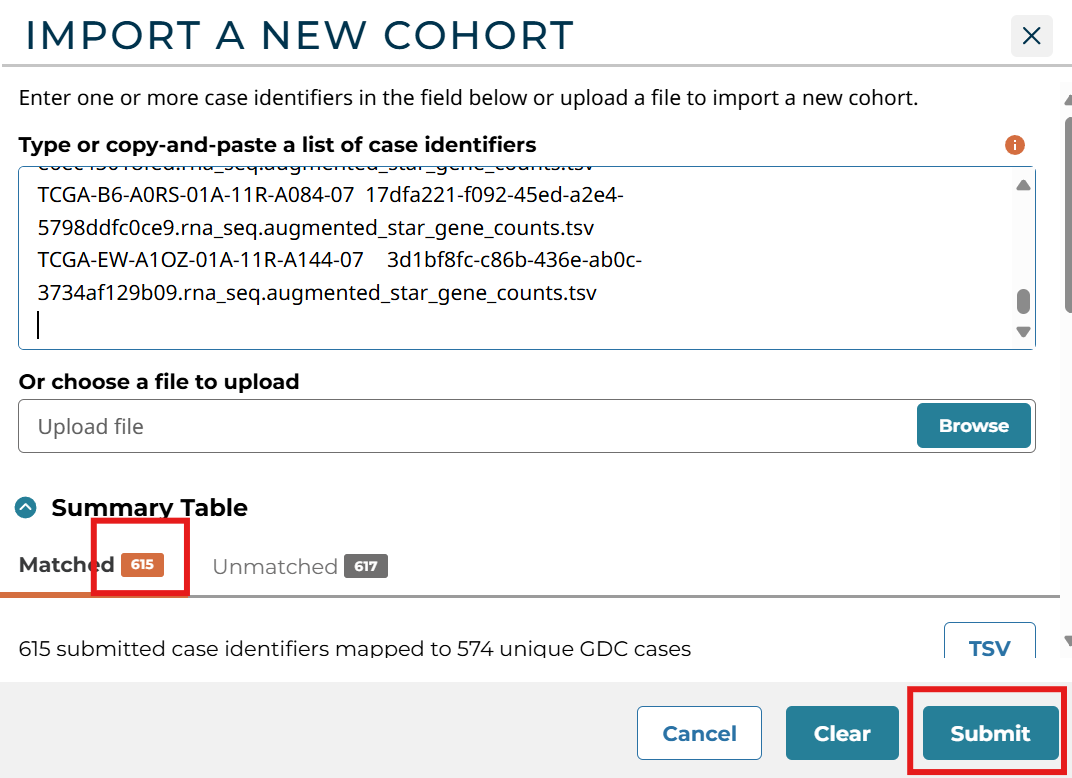 IMPORT A NEW COHORT
Enter one or more case identifiers in the field below or upload a file to import a new cohort.
Type or copy-and-paste a list of case identifiers
TCGA-B6-A0RS-01A-11R-A084-07 17dfa221-f092-45ed-a2e4-
5798ddfc0ce9.rna_seq.augmented_star_gene_counts.tsv
TCGA-EW-A1OZ-01A-11R-A144-07 3d1bf8fc-c86b-436e-ab0c-
3734af129b09.rna_seq.augmented_star_gene_counts.tsv
Or choose a file to upload
Upload file Browse
Summary Table
Matched 615 Unmatched 617
615 submitted case identifiers mapped to 574 unique GDC cases TSV
Cancel Clear Submit